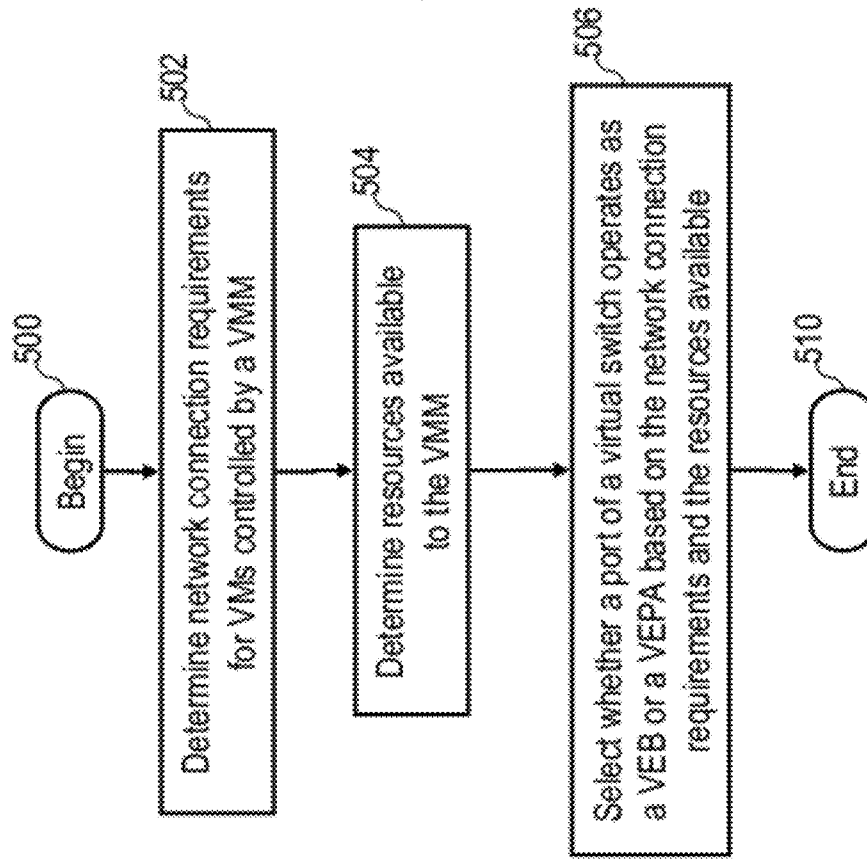 500
Begin
502
Determine network connection requirements
for VMs controlled by a VMM
504
Determine resources available
to the VMM
506
Select whether a port of a virtual switch operates as
a VEB or a VEPA based on the network connection
requirements and the resources available
510
End